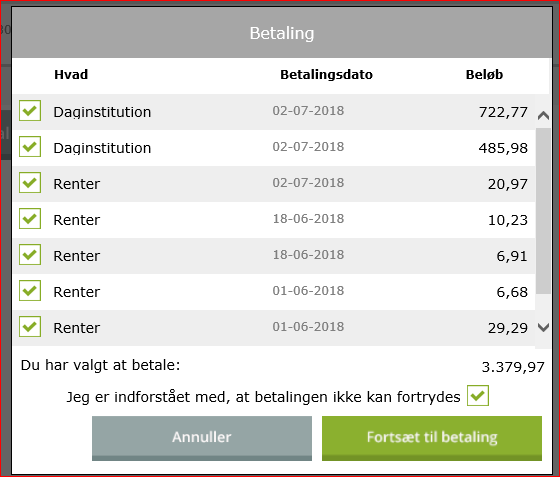 Betaling
Hvad Betalingsdato Beløb
Daginstitution 02-07-2018 722,77
Daginstitution 02-07-2018 485,98
Renter 02-07-2018 20,97
Renter 18-06-2018 10,23
Renter 18-06-2018 6,91
Renter 01-06-2018 6,68
Renter 01-06-2018 29,29
Du har valgt at betale: 3.379,97
Jeg er indforstået med, at betalingen ikke kan fortrydes
Annuller Fortsæt til betaling